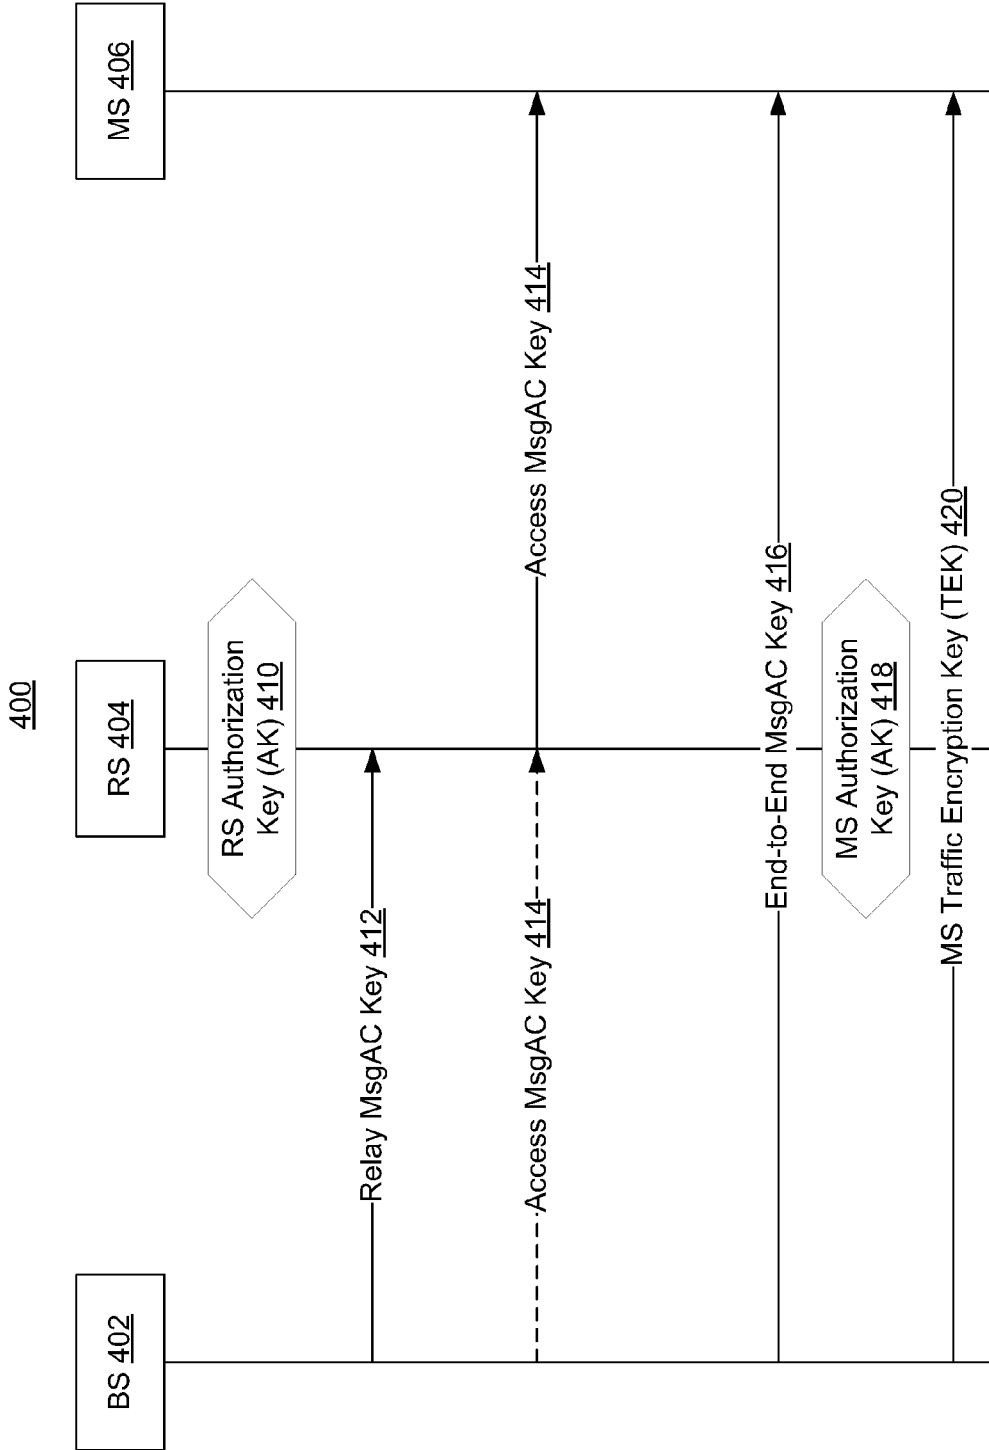 400
BS 402
RS 404
MS 406
RS Authorization
Key (AK) 410
Relay MsgAC Key 412
Access MsgAC Key 414
Access MsgAC Key 414
End-to-End MsgAC Key 416
MS Authorization
Key (AK) 418
MS Traffic Encryption Key (TEK) 420